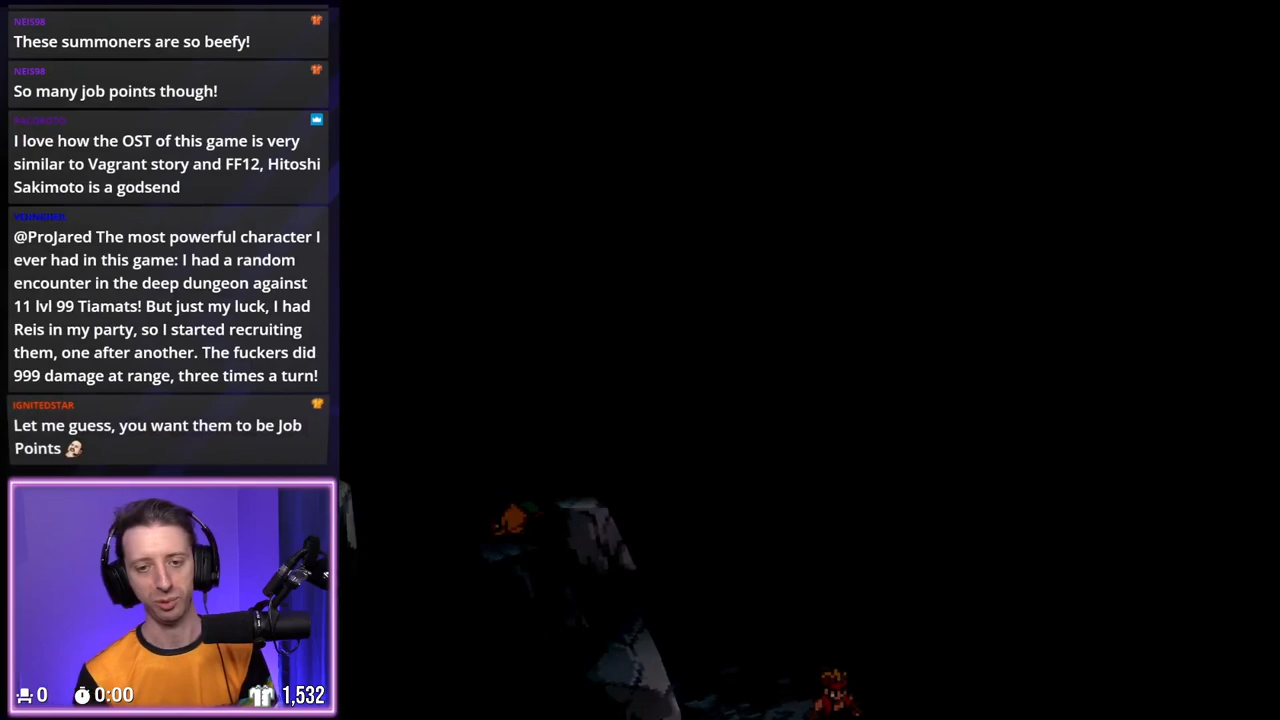 NEIS98
These summoners are so beefy!
NEIS98
So many job points though!
I love how the OST of this game is very
similar to Vagrant story and FF12, Hitoshi
Sakimoto is a godsend
@ProJared The most powerful character I
ever had in this game: I had a random
encounter in the deep dungeon against
11 lvl 99 Tiamats! But just my luck, I had
Reis in my party, so I started recruiting
them, one after another. The fuckers did
999 damage at range, three times a turn!
IGNITEDSTAR
Let me guess, you want them to be Job
Points
0 0:00 1,532